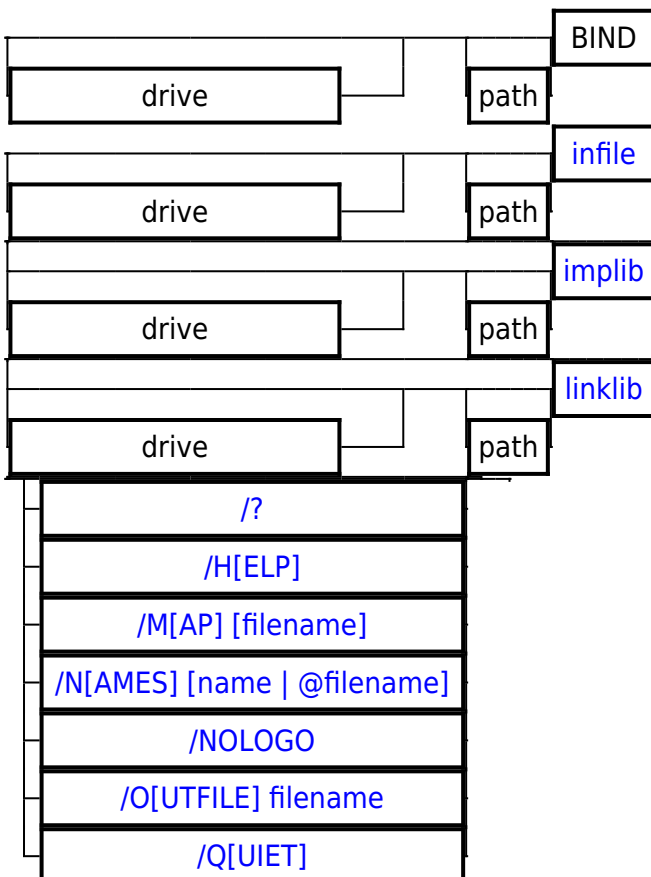 BIND
drive path
infile
drive path
implib
drive path
linklib
drive path
/?
/H[ELP]
/M[AP] [filename]
/N[AMES] [name | @filename]
/NOLOGO
/O[UTFILE] filename
/Q[UIET]